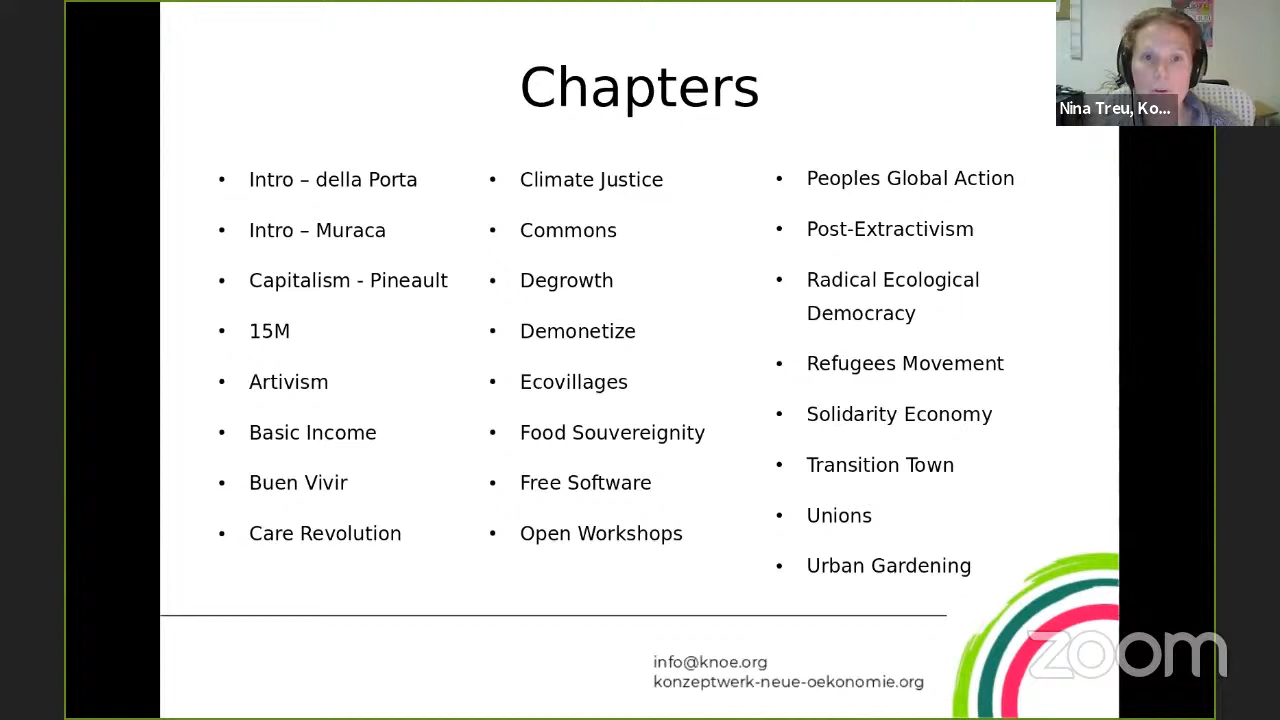 Chapters
Nina Treu, Ko...
Intro – della Porta
Intro – Muraca
Capitalism - Pineault
15M
Artivism
Basic Income
Buen Vivir
Care Revolution
Climate Justice
Commons
Degrowth
Demonetize
Ecovillages
Food Souvereignity
Free Software
Open Workshops
Peoples Global Action
Post-Extractivism
Radical Ecological
Democracy
Refugees Movement
Solidarity Economy
Transition Town
Unions
Urban Gardening
info@knoe.org
konzeptwerk-neue-oekonomie.org
zoom